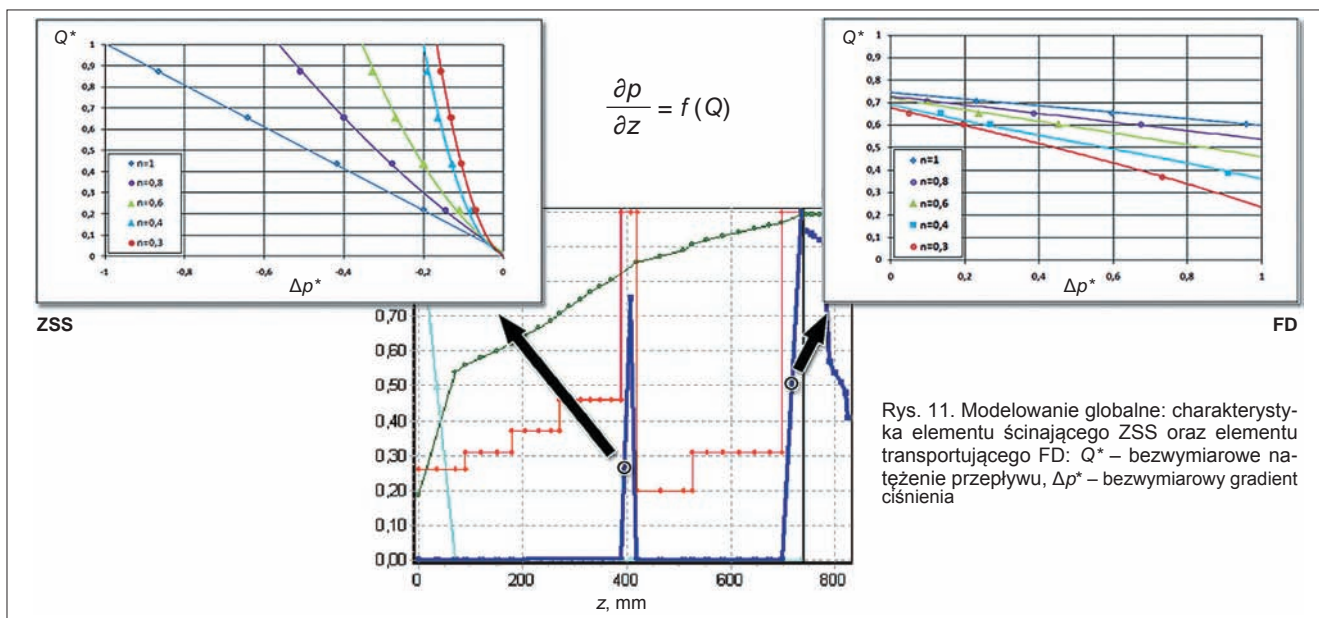 Q*
1
0,9
0,8
0,7
0,6
0,5
0,4
0,3
0,2
0,1
0
n=1
n=0,8
n=0,6
n=0,4
n=0,3
-1
-0,8
-0,6
-0,4
-0,2
0
Δp*
ZSS
∂p/∂z = f (Q)
Q*
1
0,9
0,8
0,7
0,6
0,5
0,4
0,3
0,2
0,1
0
n=1
n=0,8
n=0,6
n=0,4
n=0,3
0
0,2
0,4
0,6
0,8
1
Δp*
FD
0,70
0,60
0,50
0,40
0,30
0,20
0,10
0,00
0
200
400
600
800
z, mm
Rys. 11. Modelowanie globalne: charakterysty-
ka elementu ścinającego ZSS oraz elementu
transportującego FD: Q* – bezwymiarowe na-
tężenie przepływu, Δp* – bezwymiarowy gradient
ciśnienia